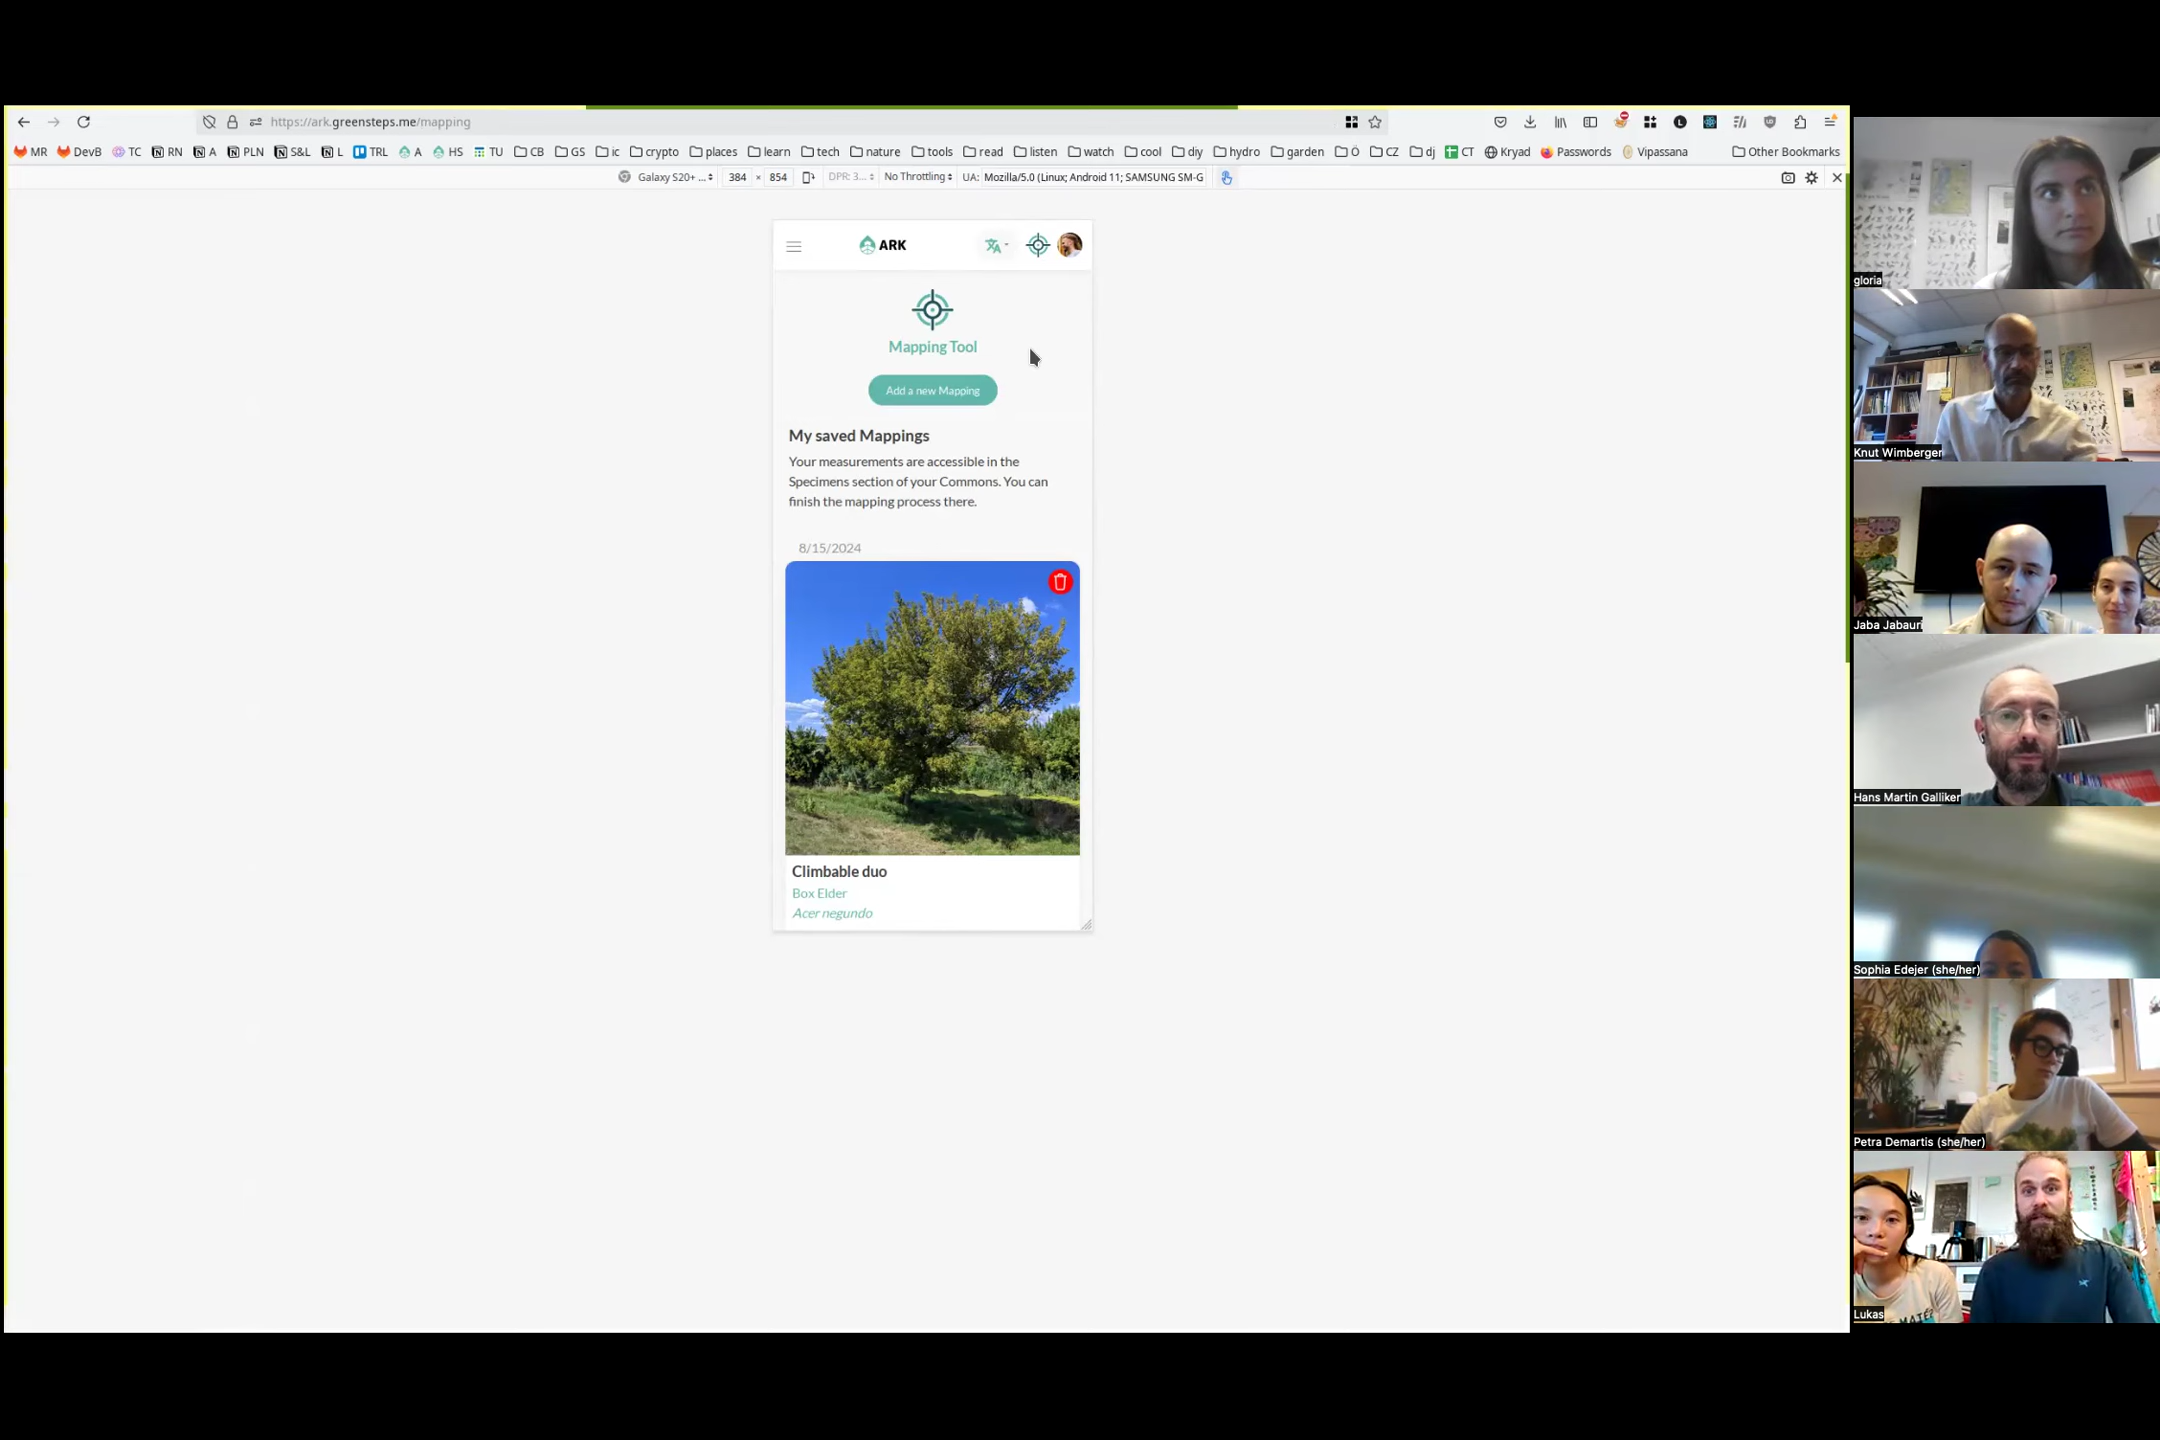 https://ark.greensteps.me/mapping
MR DevB TC RN A PLN S&L L TRL A HS TU CB GS ic crypto places learn tech nature tools read listen watch cool diy hydro garden Ö CZ dj CT Kryad Passwords Vipassana Other Bookmarks
Galaxy S20+ ... 384 × 854 DPR: 3... No Throttling UA: Mozilla/5.0 (Linux; Android 11; SAMSUNG SM-G
ARK
Mapping Tool
Add a new Mapping
My saved Mappings
Your measurements are accessible in the
Specimens section of your Commons. You can
finish the mapping process there.
8/15/2024
Climbable duo
Box Elder
Acer negundo
gloria
Knut Wimberger
Jaba Jabauri
Hans Martin Galliker
Sophia Edejer (she/her)
Petra Demartis (she/her)
Lukas